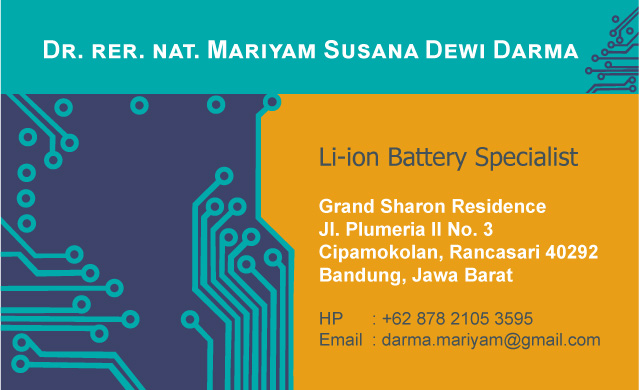 Dr. rer. nat. Mariyam Susana Dewi Darma
Li-ion Battery Specialist
Grand Sharon Residence
Jl. Plumeria II No. 3
Cipamokolan, Rancasari 40292
Bandung, Jawa Barat
HP : +62 878 2105 3595
Email : darma.mariyam@gmail.com